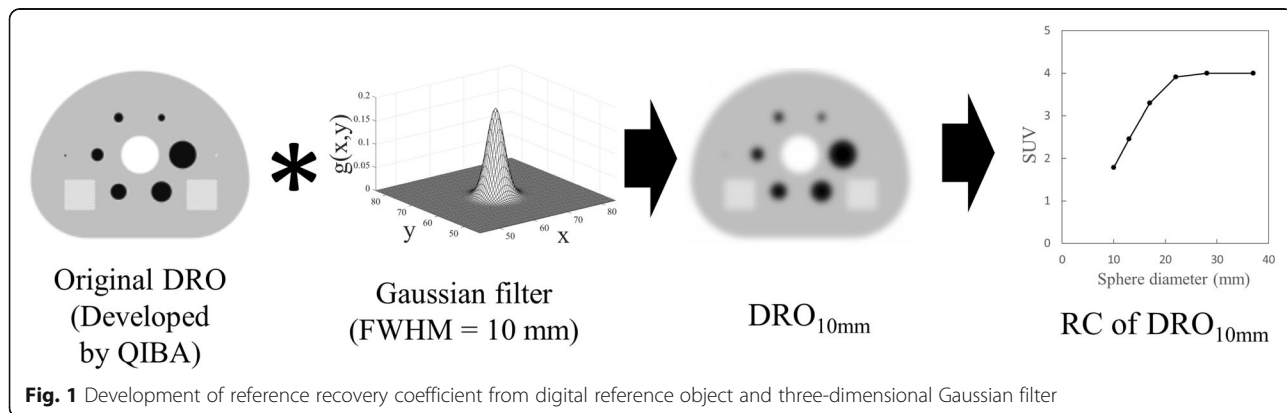 Original DRO
(Developed
by QIBA)
*
g(x,y)
0.2
0.15
0.1
0.05
0
80
70
60
50
y
50
60
70
80
x
Gaussian filter
(FWHM = 10 mm)
DRO10mm
SUV
5
4
3
2
1
0
0
10
20
30
40
Sphere diameter (mm)
RC of DRO10mm
Fig. 1 Development of reference recovery coefficient from digital reference object and three-dimensional Gaussian filter